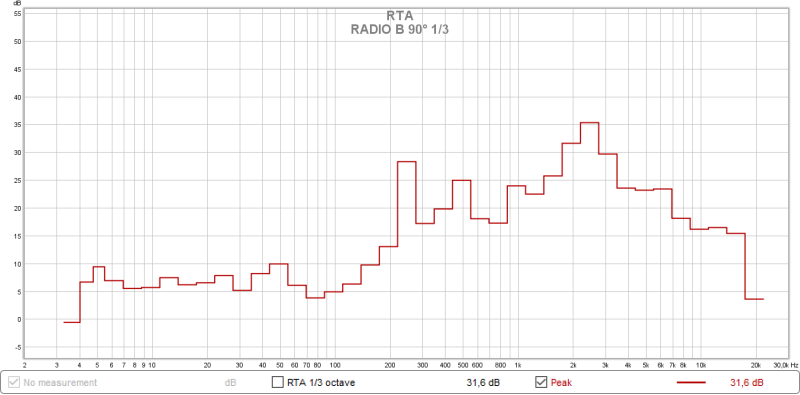 dB
RTA
RADIO B 90° 1/3
55
50
45
40
35
30
25
20
15
10
5
0
-5
2 3 4 5 6 7 8 9 10 20 30 40 50 60 70 80 100 200 300 400 500 600 800 1k 2k 3k 4k 5k 6k 7k 8k 10k 20k 30,0k Hz
No measurement dB RTA 1/3 octave 31,6 dB Peak 31,6 dB